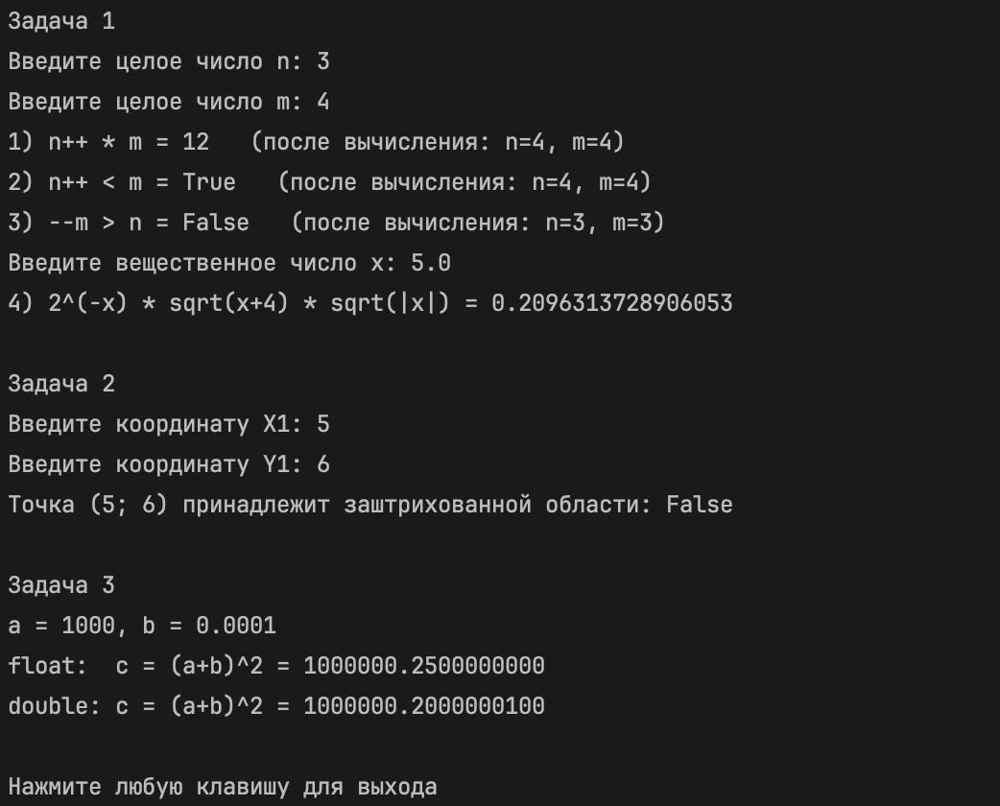 Задача 1
Введите целое число n: 3
Введите целое число m: 4
1) n++ * m = 12   (после вычисления: n=4, m=4)
2) n++ < m = True   (после вычисления: n=4, m=4)
3) --m > n = False   (после вычисления: n=3, m=3)
Введите вещественное число x: 5.0
4) 2^(-x) * sqrt(x+4) * sqrt(|x|) = 0.2096313728906053
Задача 2
Введите координату X1: 5
Введите координату Y1: 6
Точка (5; 6) принадлежит заштрихованной области: False
Задача 3
a = 1000, b = 0.0001
float:  c = (a+b)^2 = 1000000.2500000000
double: c = (a+b)^2 = 1000000.2000000100
Нажмите любую клавишу для выхода